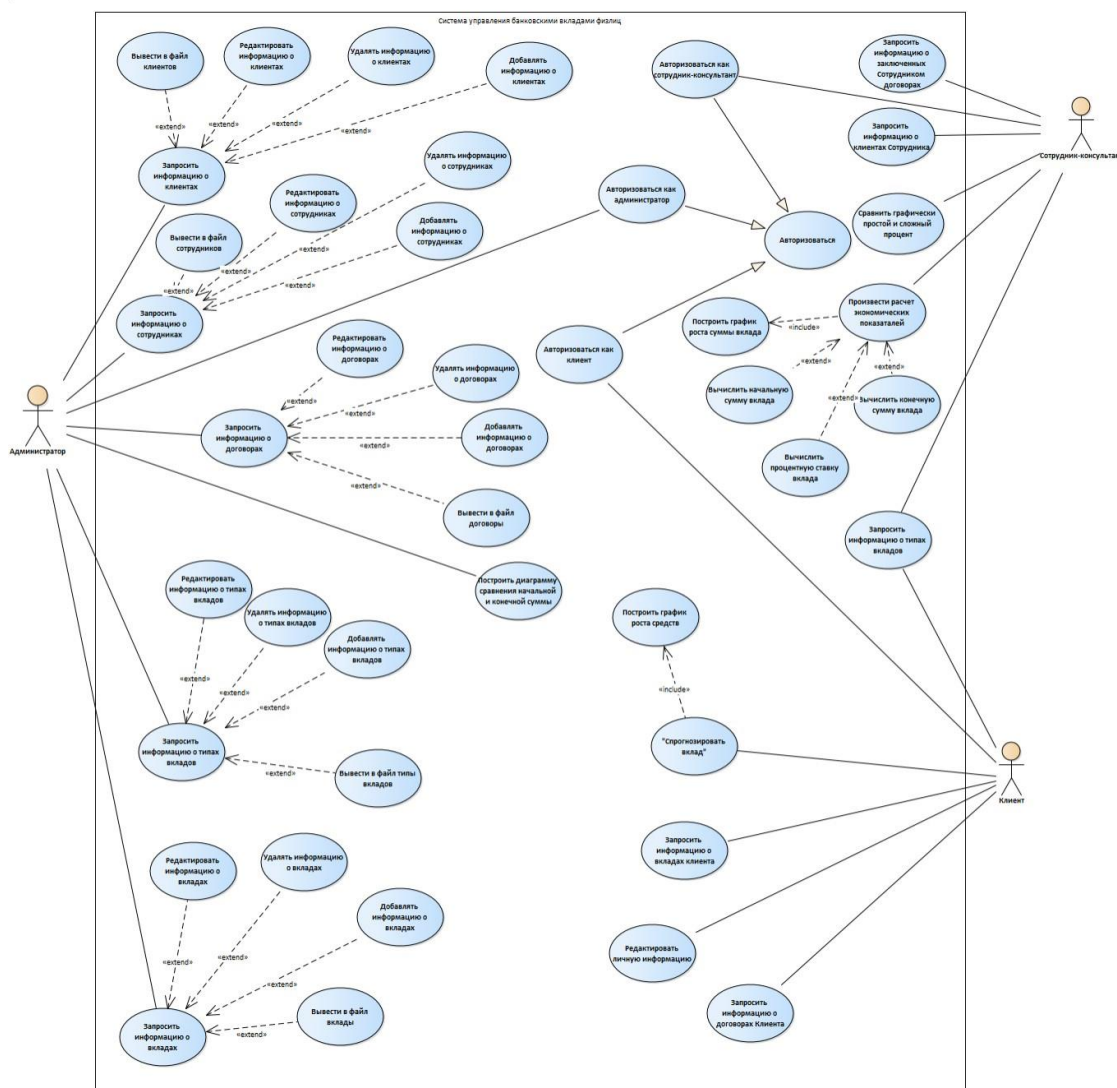 Система управления банковскими вкладами физлиц
Вывести в файл
клиентов
Редактировать
информацию о
клиентах
Удалять информацию
о клиентах
Добавлять
информацию о
клиентах
«extend»
«extend»
«extend»
«extend»
Запросить
информацию о
клиентах
Авторизоваться как
сотрудник-консультант
Запросить
информацию о
заключенных
Сотрудником
договорах
Запросить
информацию о
клиентах Сотрудника
Сотрудник-консультант
Удалять информацию
о сотрудниках
Редактировать
информацию о
сотрудниках
Добавлять
информацию о
сотрудниках
Вывести в файл
сотрудников
«extend»
«extend»
«extend»
«extend»
Запросить
информацию о
сотрудниках
Авторизоваться как
администратор
Авторизоваться
Сравнить графически
простой и сложный
процент
Построить график
роста суммы вклада
«include»
Произвести расчет
экономических
показаталей
Авторизоваться как
клиент
«extend»
«extend»
«extend»
Вычислить начальную
сумму вклада
Вычислить конечную
сумму вклада
Вычислить
процентную ставку
вклада
Администратор
Редактировать
информацию о
договорах
Удалять информацию
о договорах
Добавлять
информацию о
договорах
Вывести в файл
договоры
«extend»
«extend»
«extend»
«extend»
Запросить
информацию о
договорах
Запросить
информацию о типах
вкладов
Построить диаграмму
сравнения начальной
и конечной суммы
Редактировать
информацию о типах
вкладов
Удалять информацию
о типах вкладов
Добавлять
информацию о типах
вкладов
«extend»
«extend»
«extend»
«extend»
Запросить
информацию о типах
вкладов
Вывести в файл типы
вкладов
Построить график
роста средств
«include»
"Спрогнозировать
вклад"
Клиент
Запросить
информацию о
вкладах клиента
Редактировать
личную информацию
Запросить
информацию о
договорах Клиента
Редактировать
информацию о
вкладах
Удалять информацию
о вкладах
Добавлять
информацию о
вкладах
Вывести в файл
вклады
«extend»
«extend»
«extend»
«extend»
Запросить
информацию о
вкладах